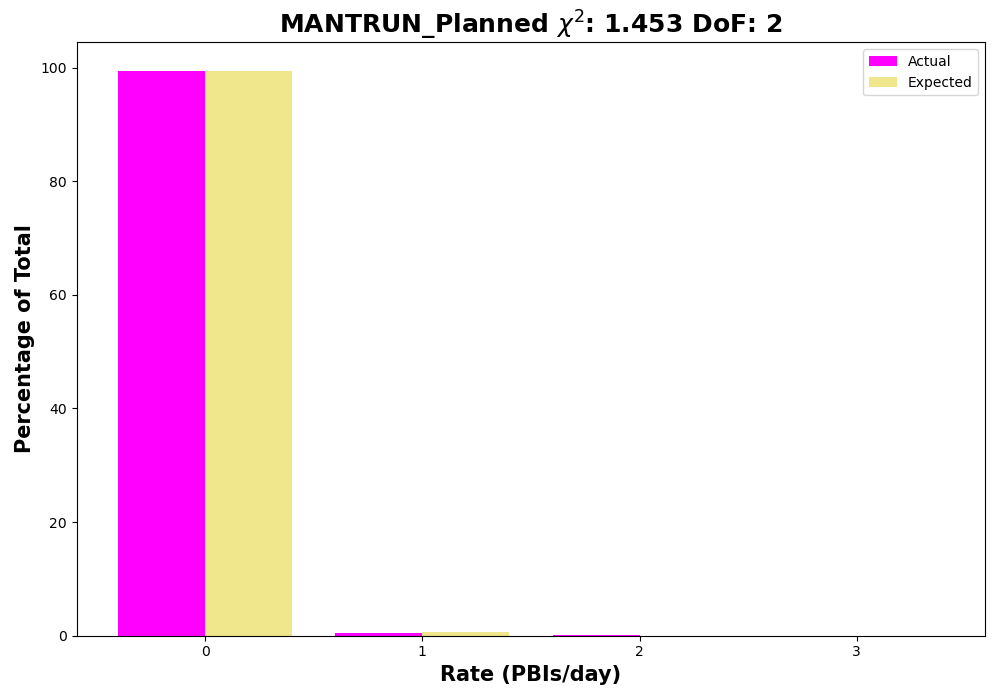 MANTRUN_Planned χ²: 1.453 DoF: 2
Actual
Expected
100
80
60
40
20
0
Percentage of Total
0 1 2 3
Rate (PBIs/day)